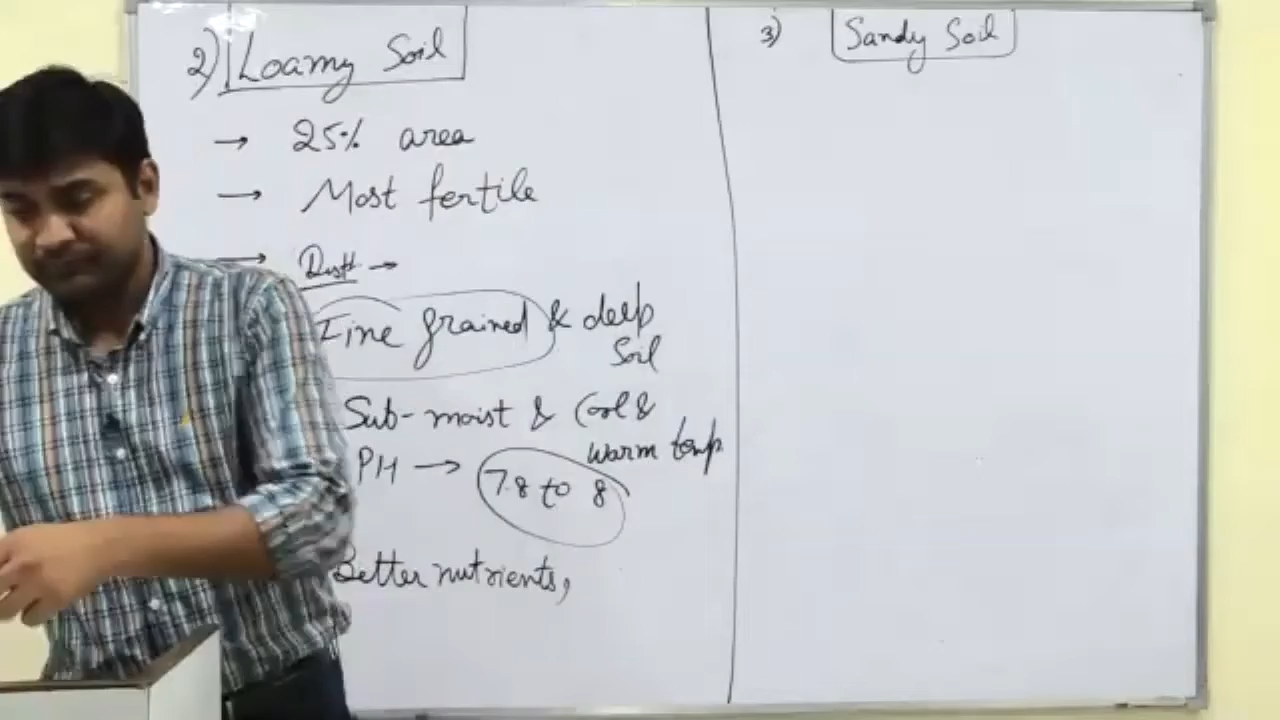 2) Loamy Soil
→ 25% area
→ Most fertile
→ Distt →
Fine grained & deep
Soil
Sub-moist & Cool &
warm temp
PH → 7.8 to 8
Better nutrients,
3) Sandy Soil